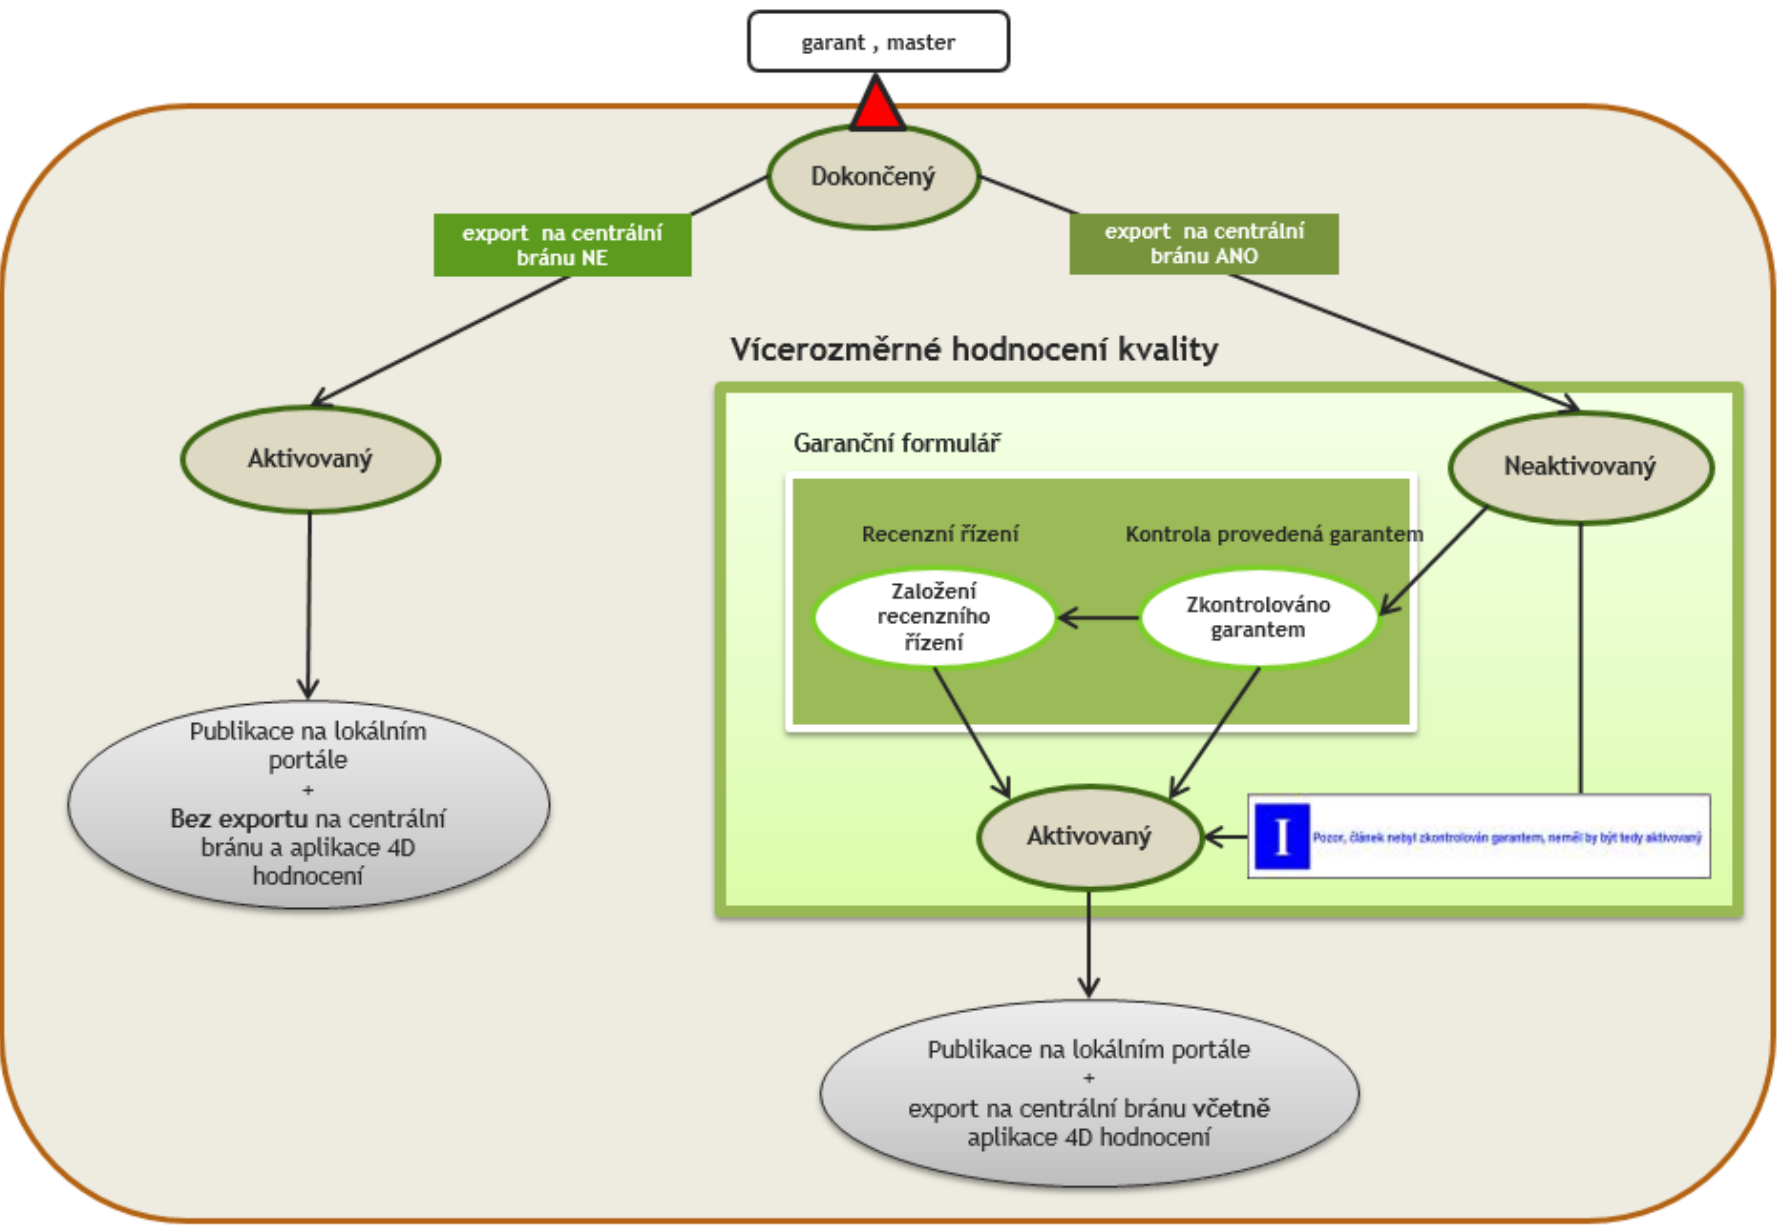 garant , master
Dokončený
export  na centrální
bránu NE
export  na centrální
bránu ANO
Vícerozměrné hodnocení kvality
Aktivovaný
Garanční formulář
Neaktivovaný
Recenzní řízení
Kontrola provedená garantem
Založení
recenzního
řízení
Zkontrolováno
garantem
Publikace na lokálním
portále
+
Bez exportu na centrální
bránu a aplikace 4D
hodnocení
Aktivovaný
I
Pozor, článek nebyl zkontrolován garantem, neměl by být tedy aktivovaný
Publikace na lokálním portále
+
export na centrální bránu včetně
aplikace 4D hodnocení